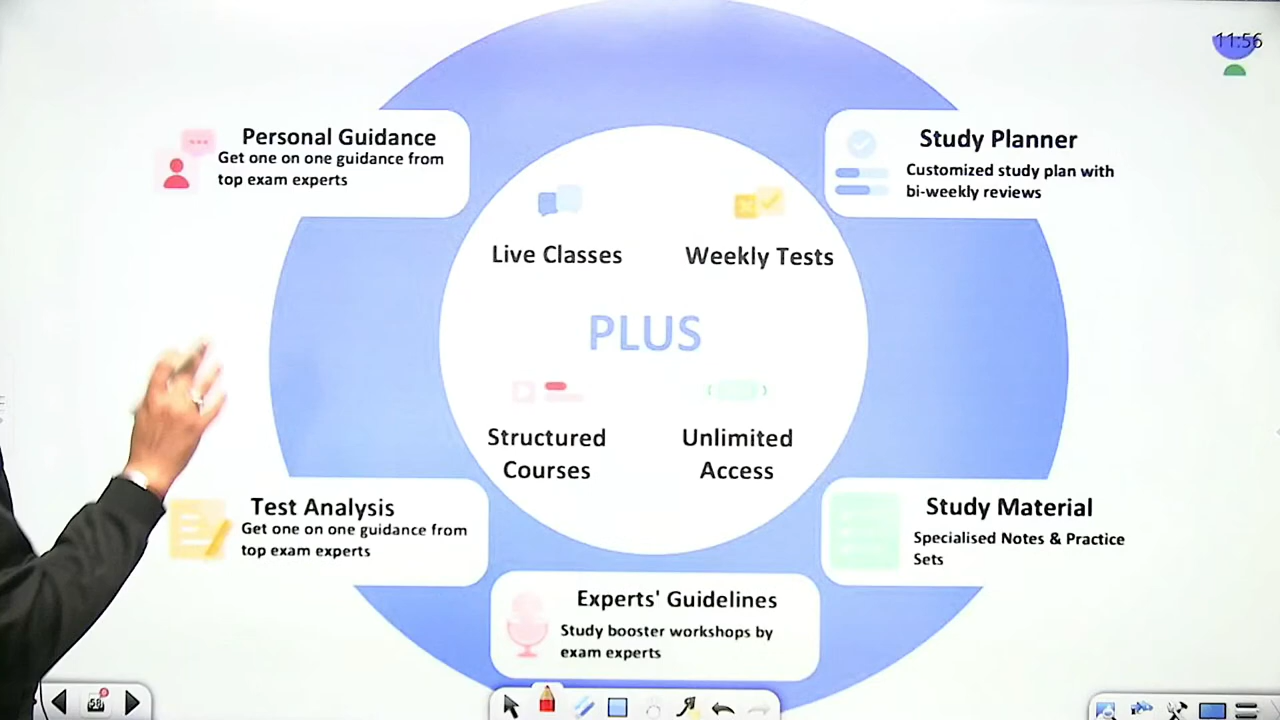 11:56
Personal Guidance
Get one on one guidance from
top exam experts
Study Planner
Customized study plan with
bi-weekly reviews
Live Classes
Weekly Tests
PLUS
Structured
Courses
Unlimited
Access
Test Analysis
Get one on one guidance from
top exam experts
Study Material
Specialised Notes & Practice
Sets
Experts' Guidelines
Study booster workshops by
exam experts
58